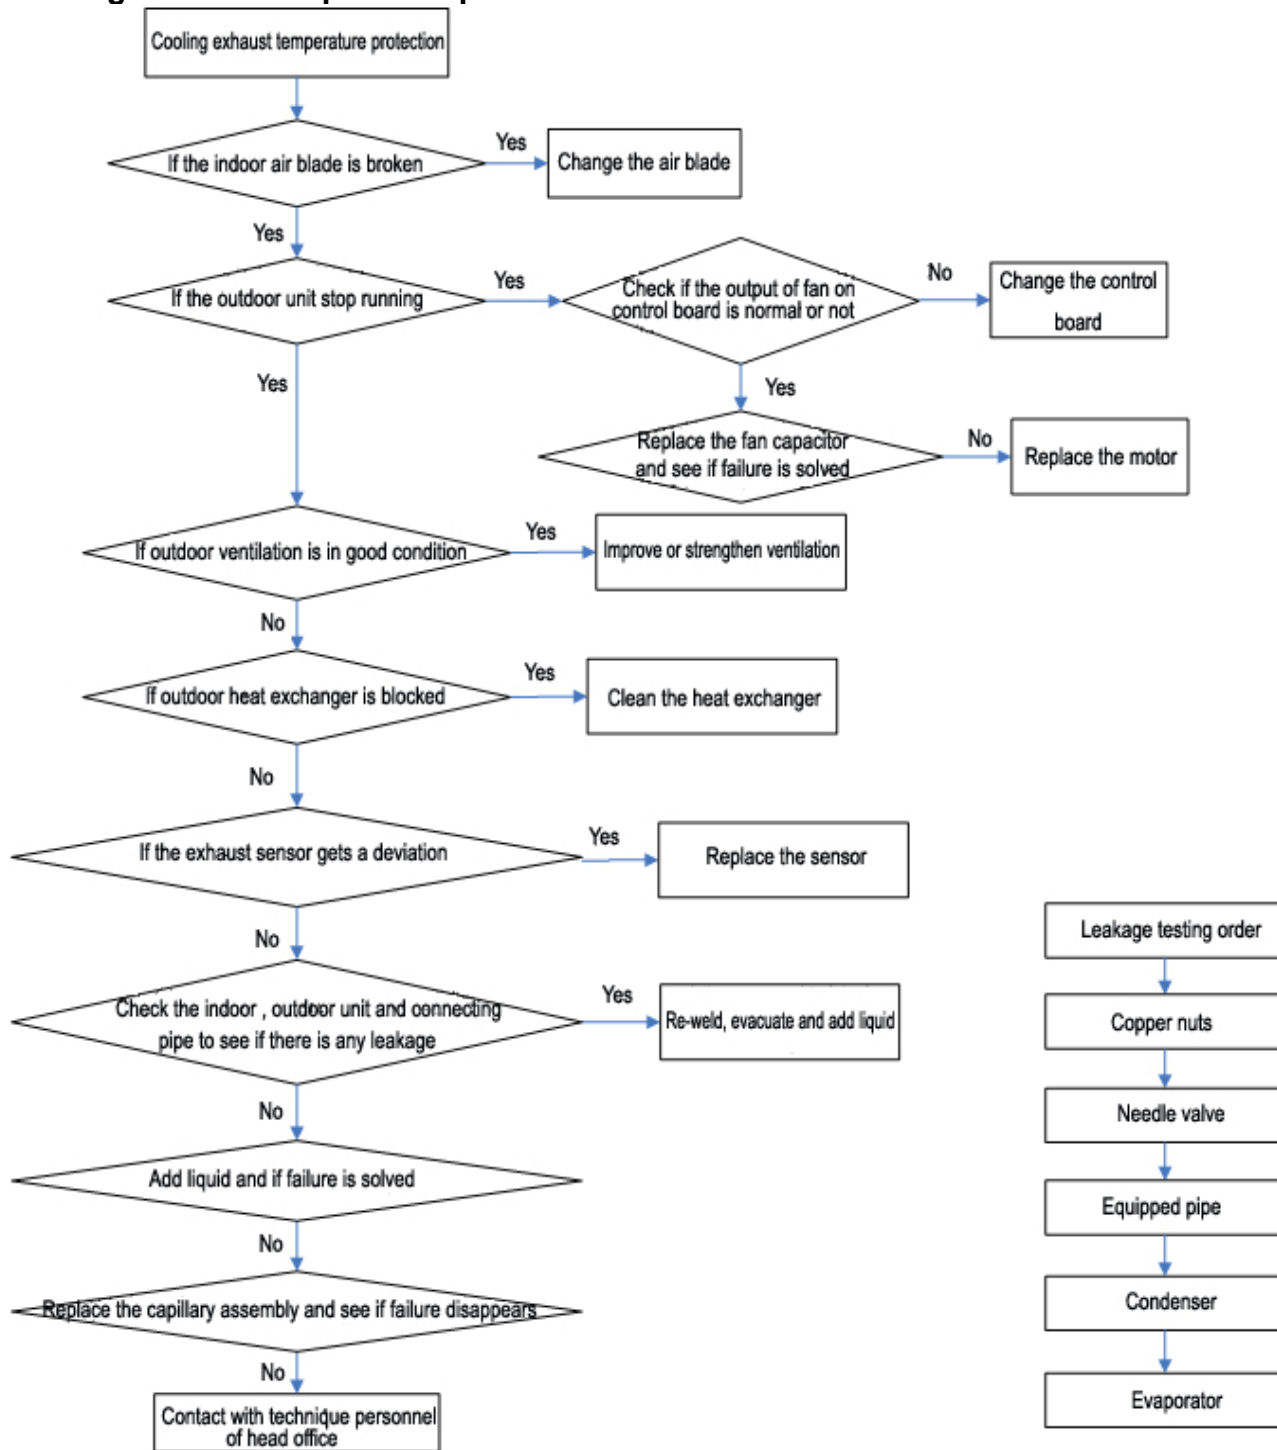 Cooling exhaust temperature protection
If the indoor air blade is broken
Yes
Change the air blade
Yes
If the outdoor unit stop running
Yes
Check if the output of fan on
control board is normal or not
No
Change the control
board
Yes
Yes
Replace the fan capacitor
and see if failure is solved
No
Replace the motor
If outdoor ventilation is in good condition
Yes
Improve or strengthen ventilation
No
If outdoor heat exchanger is blocked
Yes
Clean the heat exchanger
No
If the exhaust sensor gets a deviation
Yes
Replace the sensor
No
Check the indoor , outdoor unit and connecting
pipe to see if there is any leakage
Yes
Re-weld, evacuate and add liquid
No
Add liquid and if failure is solved
No
Replace the capillary assembly and see if failure disappears
No
Contact with technique personnel
of head office
Leakage testing order
Copper nuts
Needle valve
Equipped pipe
Condenser
Evaporator